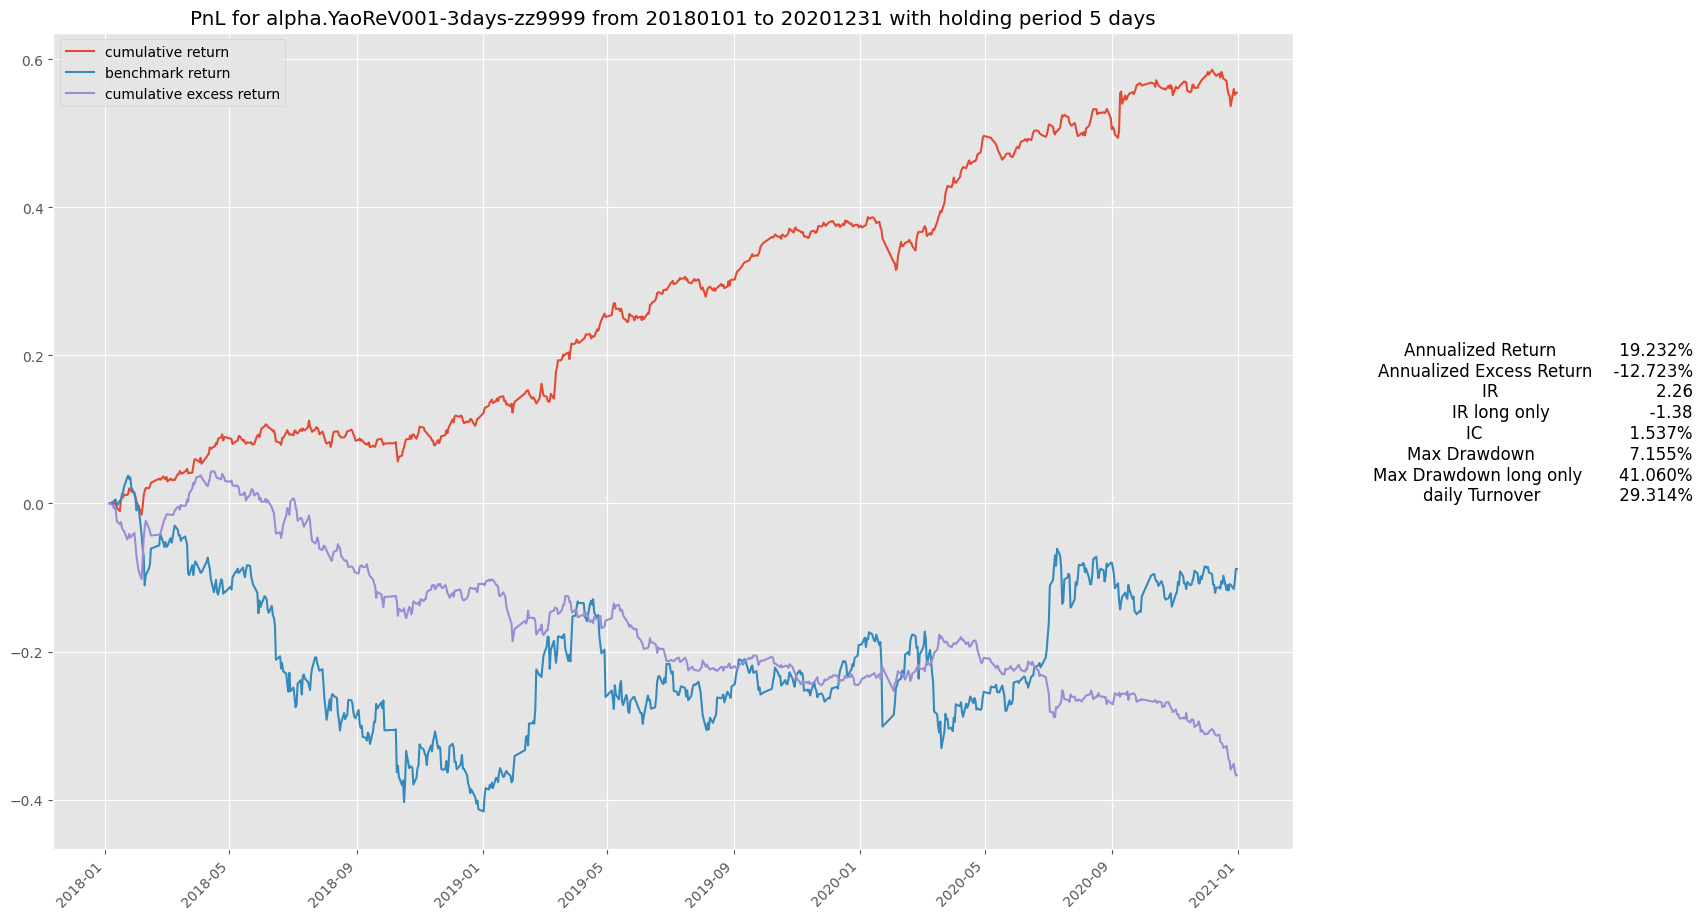 PnL for alpha.YaoReV001-3days-zz9999 from 20180101 to 20201231 with holding period 5 days
cumulative return
benchmark return
cumulative excess return
0.6
0.4
0.2
0.0
−0.2
−0.4
2018-01
2018-05
2018-09
2019-01
2019-05
2019-09
2020-01
2020-05
2020-09
2021-01
Annualized Return 19.232%
Annualized Excess Return -12.723%
IR 2.26
IR long only -1.38
IC 1.537%
Max Drawdown 7.155%
Max Drawdown long only 41.060%
daily Turnover 29.314%